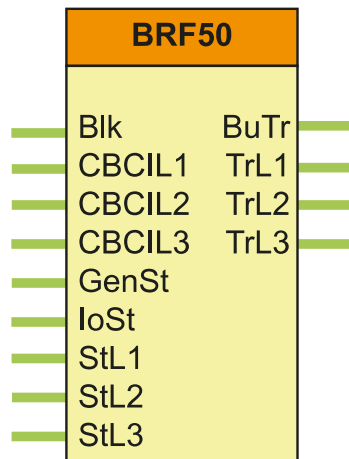 BRF50
Blk BuTr
CBCIL1 TrL1
CBCIL2 TrL2
CBCIL3 TrL3
GenSt
IoSt
StL1
StL2
StL3